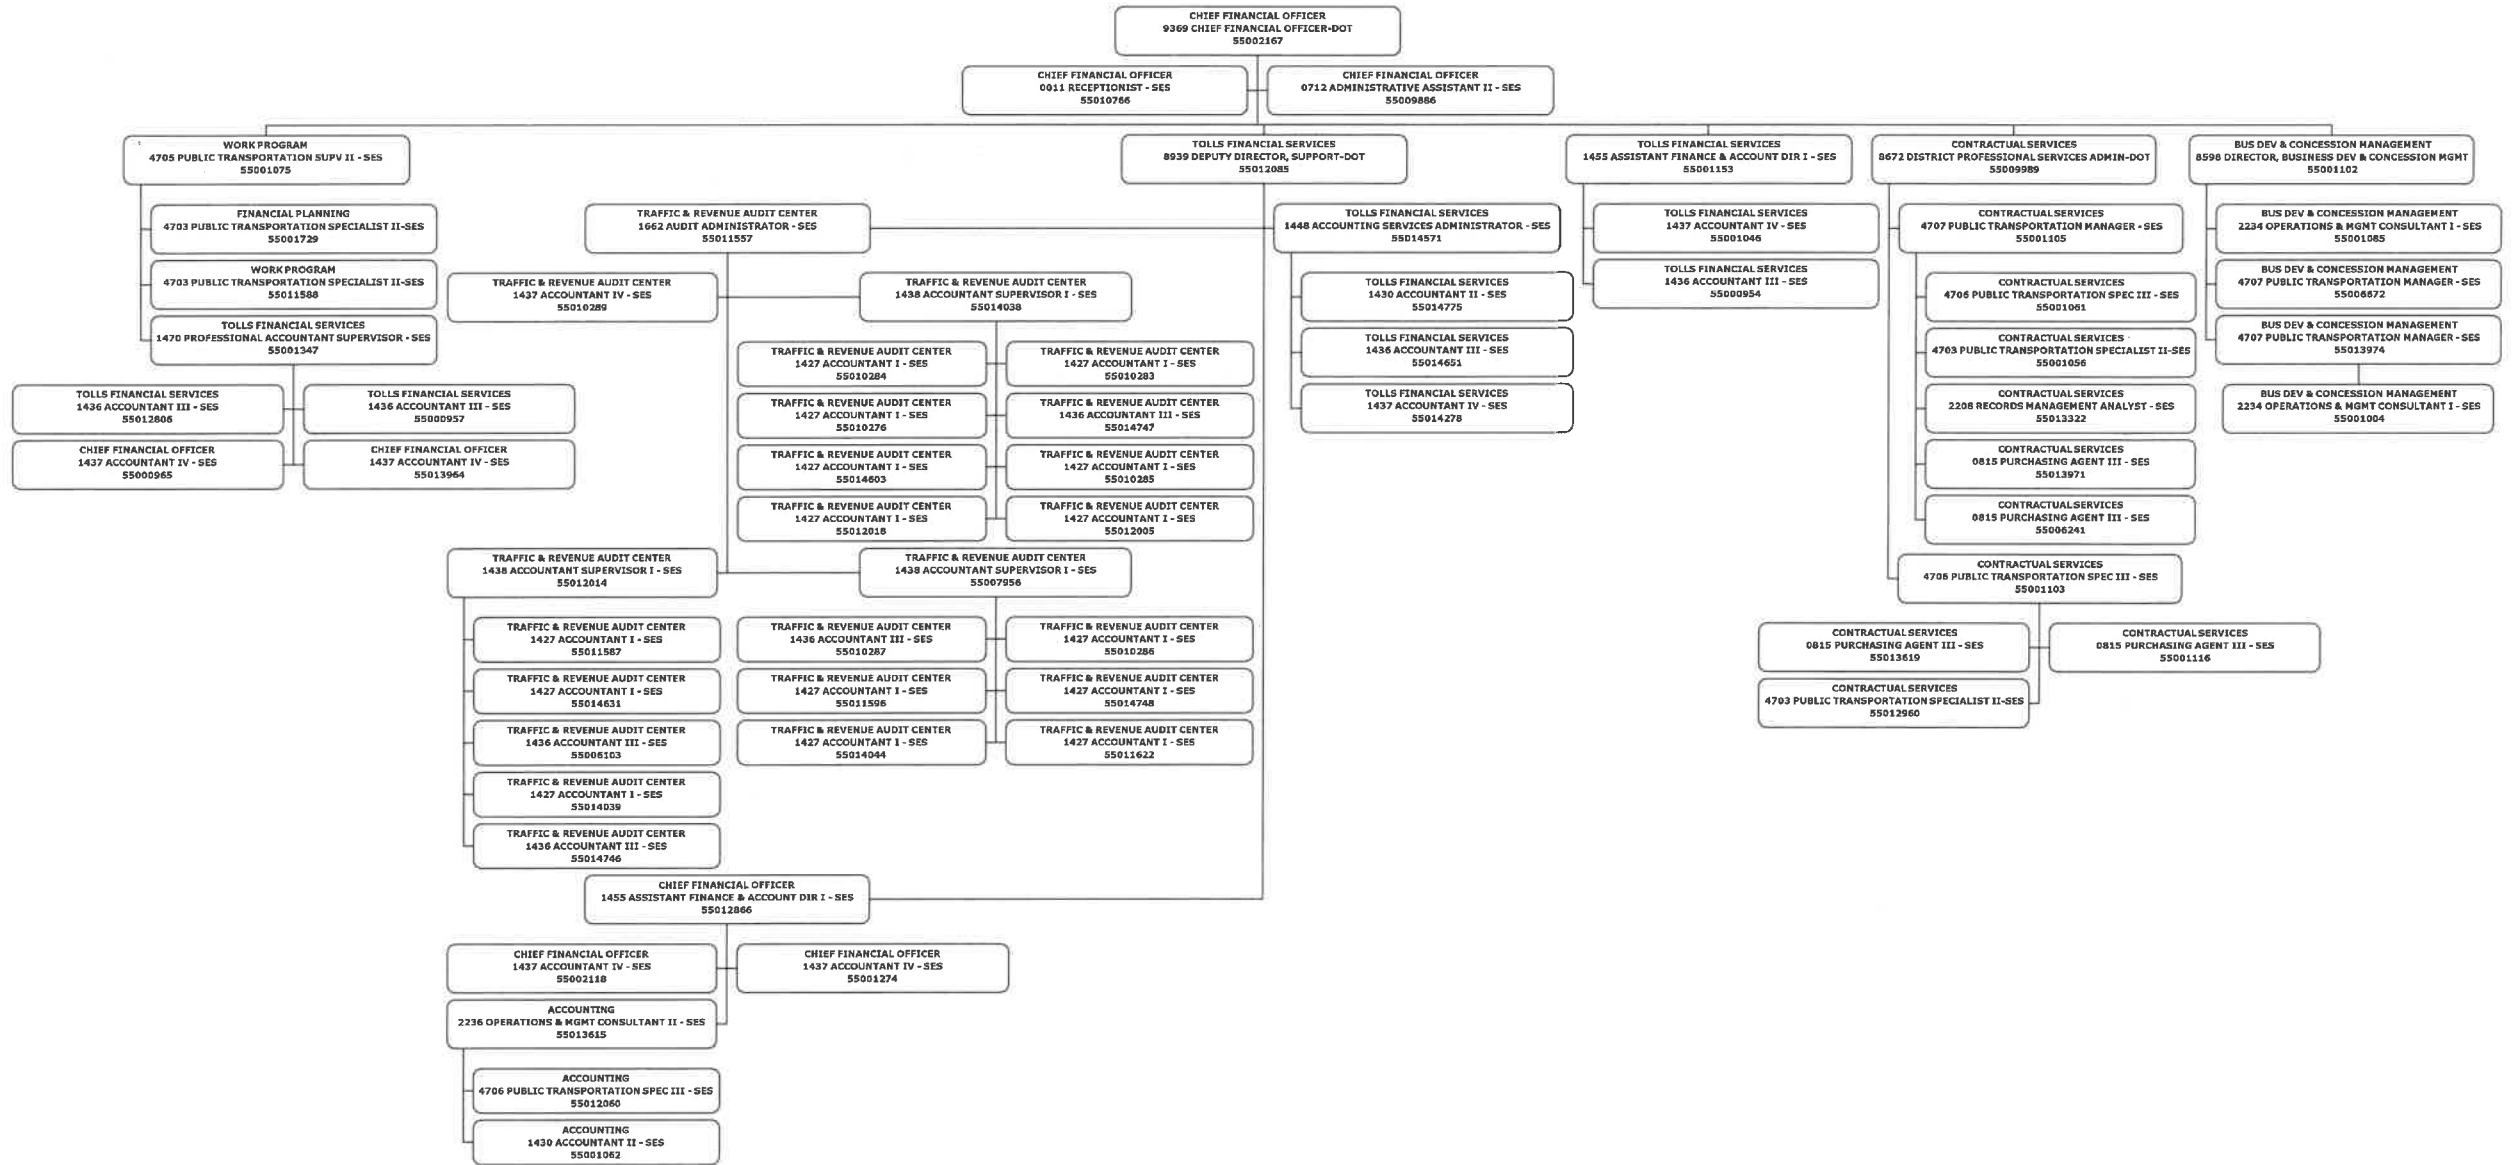 CHIEF FINANCIAL OFFICER
9369 CHIEF FINANCIAL OFFICER-DOT
55002167
CHIEF FINANCIAL OFFICER
0011 RECEPTIONIST - SES
55010766
CHIEF FINANCIAL OFFICER
0712 ADMINISTRATIVE ASSISTANT II - SES
55009886
WORK PROGRAM
4705 PUBLIC TRANSPORTATION SUPV II - SES
55001075
TOLLS FINANCIAL SERVICES
8939 DEPUTY DIRECTOR, SUPPORT-DOT
55012085
TOLLS FINANCIAL SERVICES
1455 ASSISTANT FINANCE & ACCOUNT DIR I - SES
55001153
CONTRACTUAL SERVICES
8672 DISTRICT PROFESSIONAL SERVICES ADMIN-DOT
55009989
BUS DEV & CONCESSION MANAGEMENT
8598 DIRECTOR, BUSINESS DEV & CONCESSION MGMT
55001102
FINANCIAL PLANNING
4703 PUBLIC TRANSPORTATION SPECIALIST II-SES
55001729
WORK PROGRAM
4703 PUBLIC TRANSPORTATION SPECIALIST II-SES
55011588
TOLLS FINANCIAL SERVICES
1470 PROFESSIONAL ACCOUNTANT SUPERVISOR - SES
55001347
TOLLS FINANCIAL SERVICES
1436 ACCOUNTANT III - SES
55012806
TOLLS FINANCIAL SERVICES
1436 ACCOUNTANT III - SES
55000957
CHIEF FINANCIAL OFFICER
1437 ACCOUNTANT IV - SES
55000965
CHIEF FINANCIAL OFFICER
1437 ACCOUNTANT IV - SES
55013964
TRAFFIC & REVENUE AUDIT CENTER
1662 AUDIT ADMINISTRATOR - SES
55011557
TRAFFIC & REVENUE AUDIT CENTER
1437 ACCOUNTANT IV - SES
55010289
TRAFFIC & REVENUE AUDIT CENTER
1438 ACCOUNTANT SUPERVISOR I - SES
55014038
TRAFFIC & REVENUE AUDIT CENTER
1427 ACCOUNTANT I - SES
55010284
TRAFFIC & REVENUE AUDIT CENTER
1427 ACCOUNTANT I - SES
55010283
TRAFFIC & REVENUE AUDIT CENTER
1427 ACCOUNTANT I - SES
55010276
TRAFFIC & REVENUE AUDIT CENTER
1436 ACCOUNTANT III - SES
55014747
TRAFFIC & REVENUE AUDIT CENTER
1427 ACCOUNTANT I - SES
55014603
TRAFFIC & REVENUE AUDIT CENTER
1427 ACCOUNTANT I - SES
55010285
TRAFFIC & REVENUE AUDIT CENTER
1427 ACCOUNTANT I - SES
55012018
TRAFFIC & REVENUE AUDIT CENTER
1427 ACCOUNTANT I - SES
55012005
TRAFFIC & REVENUE AUDIT CENTER
1438 ACCOUNTANT SUPERVISOR I - SES
55012014
TRAFFIC & REVENUE AUDIT CENTER
1438 ACCOUNTANT SUPERVISOR I - SES
55007956
TRAFFIC & REVENUE AUDIT CENTER
1427 ACCOUNTANT I - SES
55011587
TRAFFIC & REVENUE AUDIT CENTER
1427 ACCOUNTANT I - SES
55014631
TRAFFIC & REVENUE AUDIT CENTER
1436 ACCOUNTANT III - SES
55006103
TRAFFIC & REVENUE AUDIT CENTER
1427 ACCOUNTANT I - SES
55014039
TRAFFIC & REVENUE AUDIT CENTER
1436 ACCOUNTANT III - SES
55014746
TRAFFIC & REVENUE AUDIT CENTER
1436 ACCOUNTANT III - SES
55010287
TRAFFIC & REVENUE AUDIT CENTER
1427 ACCOUNTANT I - SES
55010286
TRAFFIC & REVENUE AUDIT CENTER
1427 ACCOUNTANT I - SES
55011596
TRAFFIC & REVENUE AUDIT CENTER
1427 ACCOUNTANT I - SES
55014748
TRAFFIC & REVENUE AUDIT CENTER
1427 ACCOUNTANT I - SES
55014044
TRAFFIC & REVENUE AUDIT CENTER
1427 ACCOUNTANT I - SES
55011622
CHIEF FINANCIAL OFFICER
1455 ASSISTANT FINANCE & ACCOUNT DIR I - SES
55012866
CHIEF FINANCIAL OFFICER
1437 ACCOUNTANT IV - SES
55002118
CHIEF FINANCIAL OFFICER
1437 ACCOUNTANT IV - SES
55001274
ACCOUNTING
2236 OPERATIONS & MGMT CONSULTANT II - SES
55013615
ACCOUNTING
4706 PUBLIC TRANSPORTATION SPEC III - SES
55012060
ACCOUNTING
1430 ACCOUNTANT II - SES
55001062
TOLLS FINANCIAL SERVICES
1448 ACCOUNTING SERVICES ADMINISTRATOR - SES
55014571
TOLLS FINANCIAL SERVICES
1430 ACCOUNTANT II - SES
55014775
TOLLS FINANCIAL SERVICES
1436 ACCOUNTANT III - SES
55014651
TOLLS FINANCIAL SERVICES
1437 ACCOUNTANT IV - SES
55014278
TOLLS FINANCIAL SERVICES
1437 ACCOUNTANT IV - SES
55001046
TOLLS FINANCIAL SERVICES
1436 ACCOUNTANT III - SES
55000954
CONTRACTUAL SERVICES
4707 PUBLIC TRANSPORTATION MANAGER - SES
55001105
CONTRACTUAL SERVICES
4706 PUBLIC TRANSPORTATION SPEC III - SES
55001061
CONTRACTUAL SERVICES
4703 PUBLIC TRANSPORTATION SPECIALIST II-SES
55001056
CONTRACTUAL SERVICES
2208 RECORDS MANAGEMENT ANALYST - SES
55013322
CONTRACTUAL SERVICES
0815 PURCHASING AGENT III - SES
55013971
CONTRACTUAL SERVICES
0815 PURCHASING AGENT III - SES
55006241
CONTRACTUAL SERVICES
4706 PUBLIC TRANSPORTATION SPEC III - SES
55001103
CONTRACTUAL SERVICES
0815 PURCHASING AGENT III - SES
55013619
CONTRACTUAL SERVICES
0815 PURCHASING AGENT III - SES
55001116
CONTRACTUAL SERVICES
4703 PUBLIC TRANSPORTATION SPECIALIST II-SES
55012960
BUS DEV & CONCESSION MANAGEMENT
2234 OPERATIONS & MGMT CONSULTANT I - SES
55001085
BUS DEV & CONCESSION MANAGEMENT
4707 PUBLIC TRANSPORTATION MANAGER - SES
55006672
BUS DEV & CONCESSION MANAGEMENT
4707 PUBLIC TRANSPORTATION MANAGER - SES
55013974
BUS DEV & CONCESSION MANAGEMENT
2234 OPERATIONS & MGMT CONSULTANT I - SES
55001004